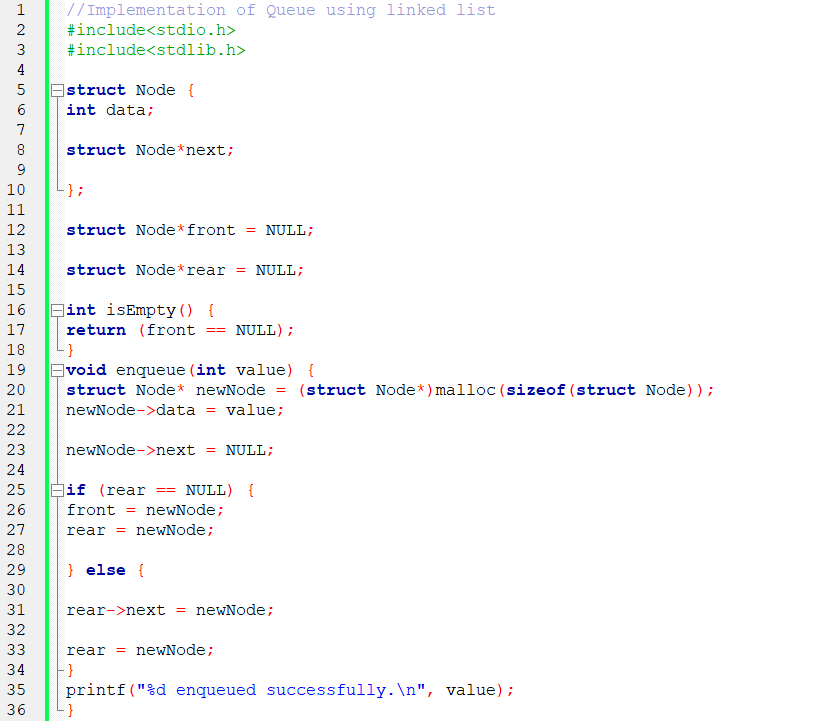 1 //Implementation of Queue using linked list
2 #include<stdio.h>
3 #include<stdlib.h>
4
5 struct Node {
6 int data;
7
8 struct Node*next;
9
10 };
11
12 struct Node*front = NULL;
13
14 struct Node*rear = NULL;
15
16 int isEmpty() {
17 return (front == NULL);
18 }
19 void enqueue(int value) {
20 struct Node* newNode = (struct Node*)malloc(sizeof(struct Node));
21 newNode->data = value;
22
23 newNode->next = NULL;
24
25 if (rear == NULL) {
26 front = newNode;
27 rear = newNode;
28
29 } else {
30
31 rear->next = newNode;
32
33 rear = newNode;
34 }
35 printf("%d enqueued successfully.\n", value);
36 }